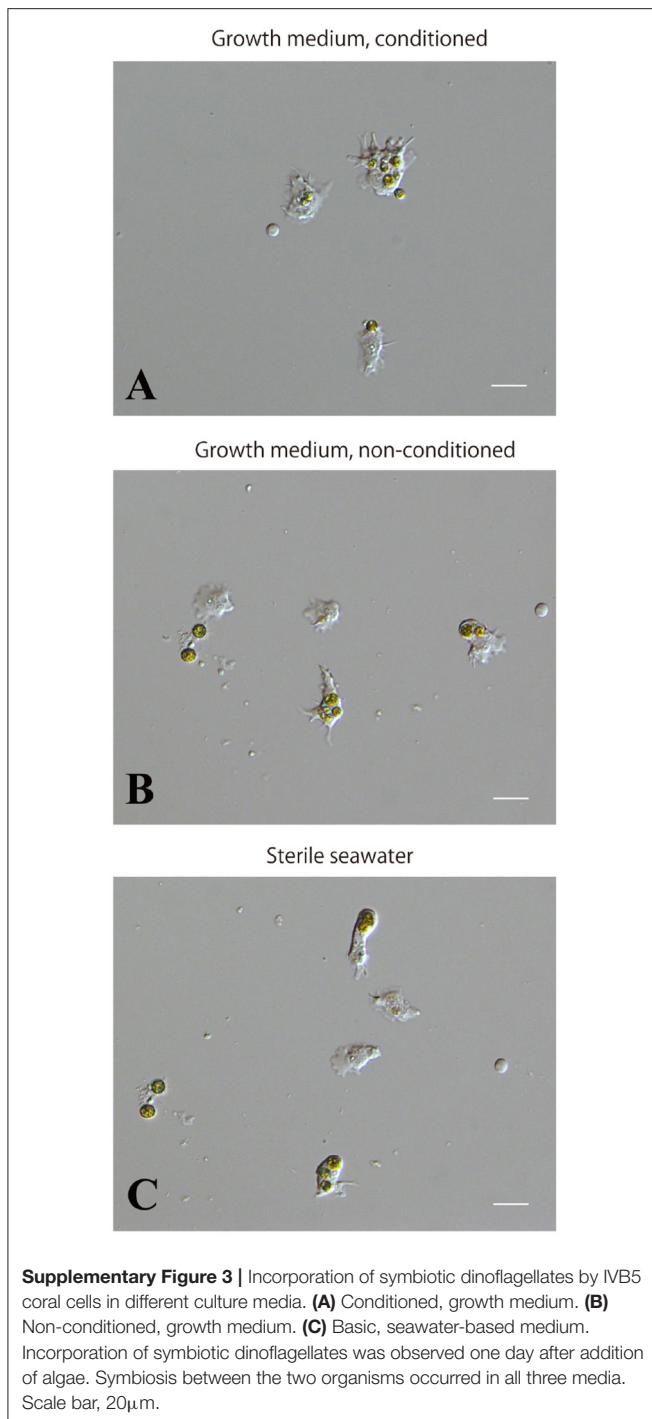 Growth medium, conditioned
A
Growth medium, non-conditioned
B
Sterile seawater
C
Supplementary Figure 3 | Incorporation of symbiotic dinoflagellates by IVB5
coral cells in different culture media. (A) Conditioned, growth medium. (B)
Non-conditioned, growth medium. (C) Basic, seawater-based medium.
Incorporation of symbiotic dinoflagellates was observed one day after addition
of algae. Symbiosis between the two organisms occurred in all three media.
Scale bar, 20μm.